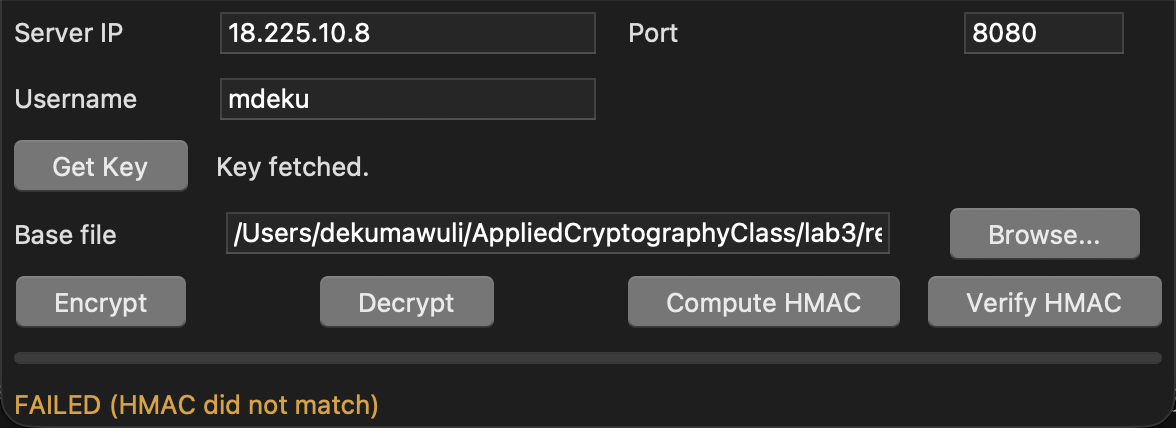 Server IP 18.225.10.8 Port 8080
Username mdeku
Get Key Key fetched.
Base file /Users/dekumawuli/AppliedCryptographyClass/lab3/re Browse...
Encrypt Decrypt Compute HMAC Verify HMAC
FAILED (HMAC did not match)